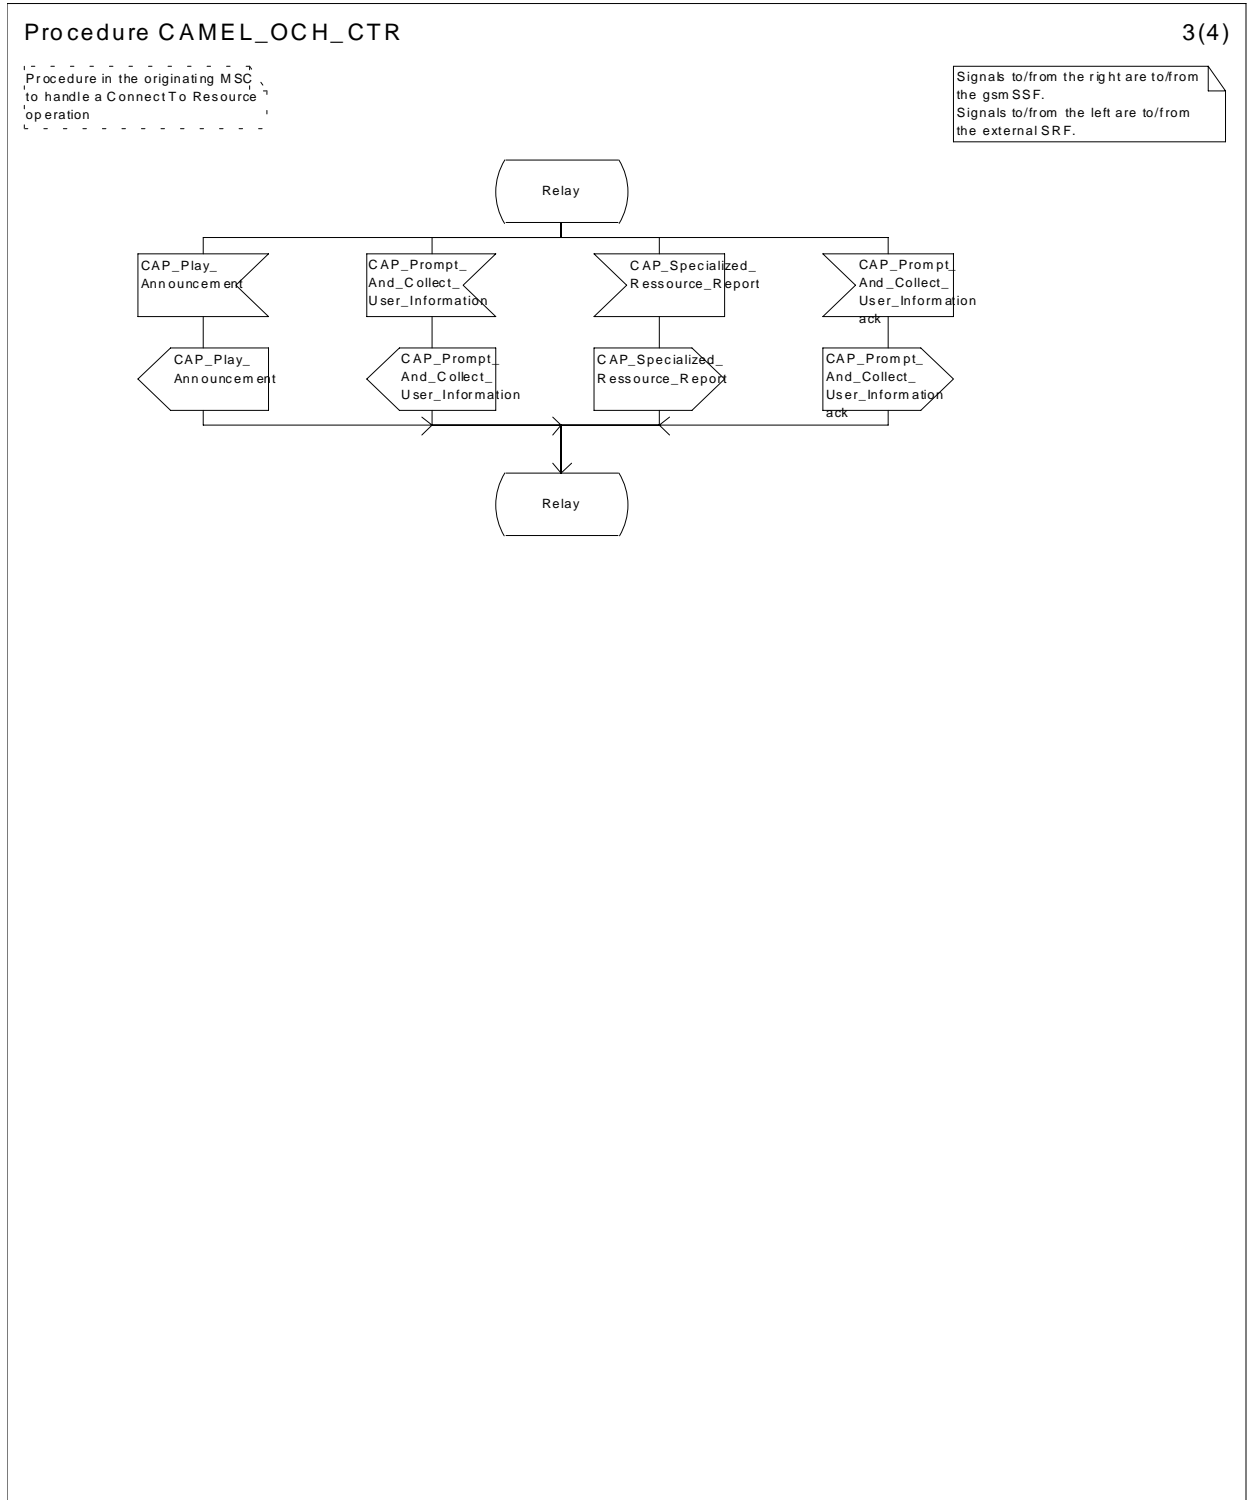 Procedure CAMEL_OCH_CTR
3(4)
Procedure in the originating MSC
to handle a Connect To Resource
operation
Signals to/from the right are to/from
the gsmSSF.
Signals to/from the left are to/from
the external SRF.
Relay
CAP_Play_
Announcement
CAP_Prompt_
And_Collect_
User_Information
CAP_Specialized_
Ressource_Report
CAP_Prompt_
And_Collect_
User_Information
ack
CAP_Play_
Announcement
CAP_Prompt_
And_Collect_
User_Information
CAP_Specialized_
Ressource_Report
CAP_Prompt_
And_Collect_
User_Information
ack
Relay